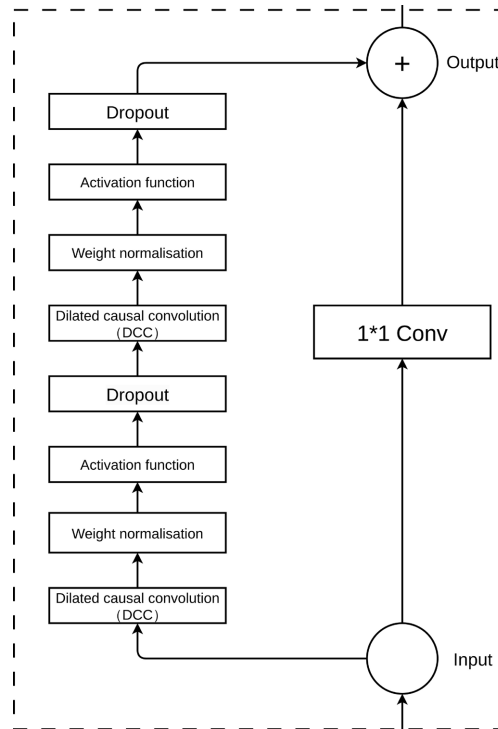 +
Output
Dropout
Activation function
Weight normalisation
Dilated causal convolution
（DCC）
1*1 Conv
Dropout
Activation function
Weight normalisation
Dilated causal convolution
（DCC）
Input